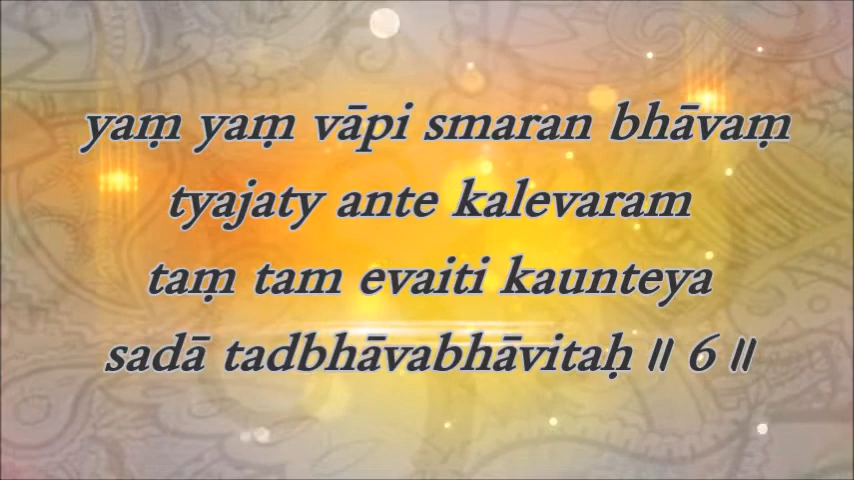 yaṃ yaṃ vāpi smaran bhāvaṃ
tyajaty ante kalevaram
taṃ tam evaiti kaunteya
sadā tadbhāvabhāvitaḥ॥ 6॥